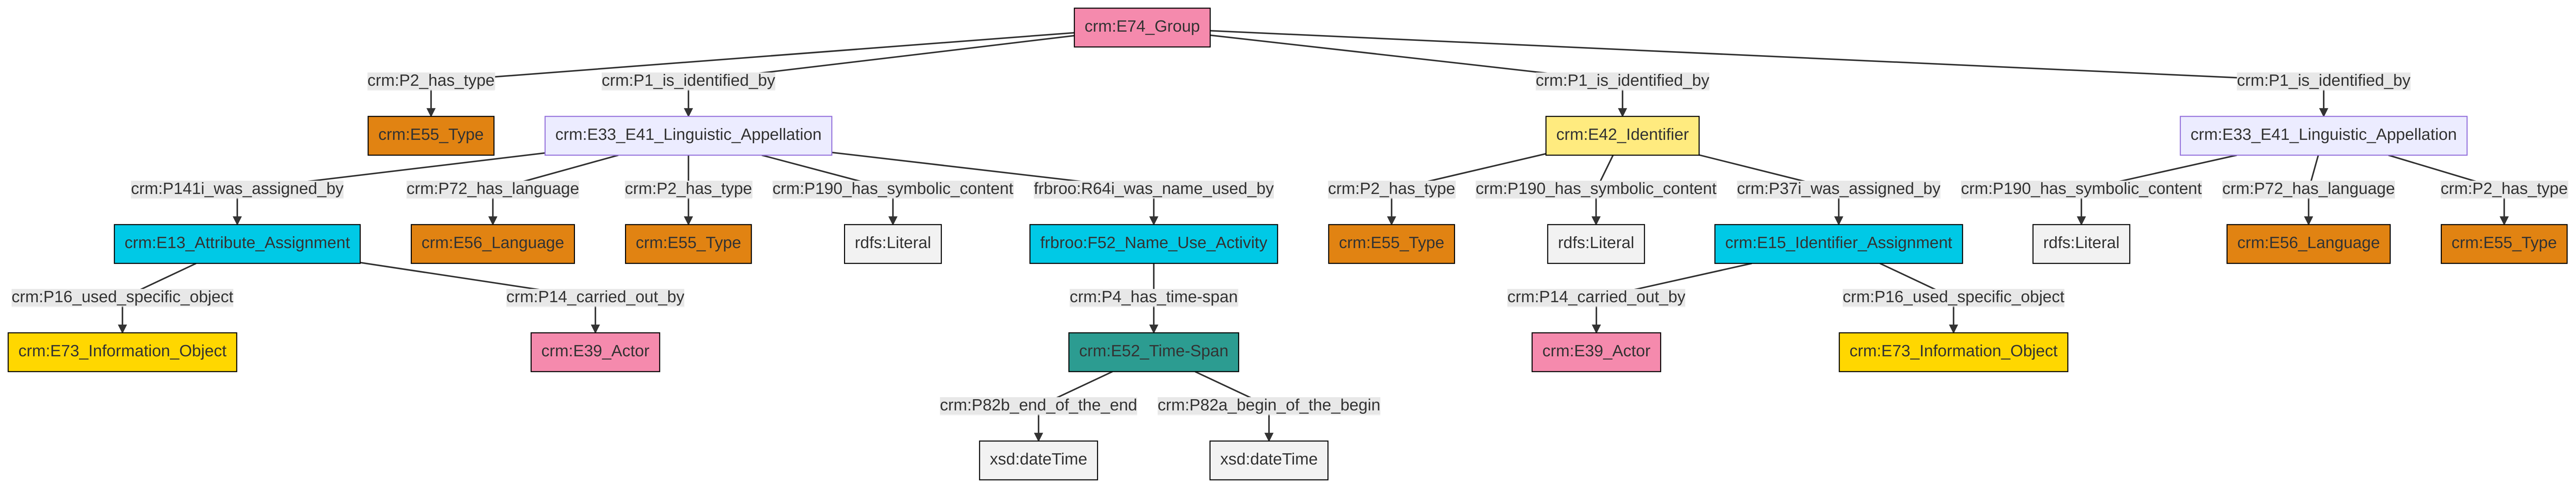 crm:E74_Group
crm:P2_has_type
crm:P1_is_identified_by
crm:P1_is_identified_by
crm:P1_is_identified_by
crm:E55_Type
crm:E33_E41_Linguistic_Appellation
crm:E42_Identifier
crm:E33_E41_Linguistic_Appellation
crm:P141i_was_assigned_by
crm:P72_has_language
crm:P2_has_type
crm:P190_has_symbolic_content
frbroo:R64i_was_name_used_by
crm:P2_has_type
crm:P190_has_symbolic_content
crm:P37i_was_assigned_by
crm:P190_has_symbolic_content
crm:P72_has_language
crm:P2_has_type
crm:E13_Attribute_Assignment
crm:E56_Language
crm:E55_Type
rdfs:Literal
frbroo:F52_Name_Use_Activity
crm:E55_Type
rdfs:Literal
crm:E15_Identifier_Assignment
rdfs:Literal
crm:E56_Language
crm:E55_Type
crm:P16_used_specific_object
crm:P14_carried_out_by
crm:P4_has_time-span
crm:P14_carried_out_by
crm:P16_used_specific_object
crm:E73_Information_Object
crm:E39_Actor
crm:E52_Time-Span
crm:E39_Actor
crm:E73_Information_Object
crm:P82b_end_of_the_end
crm:P82a_begin_of_the_begin
xsd:dateTime
xsd:dateTime